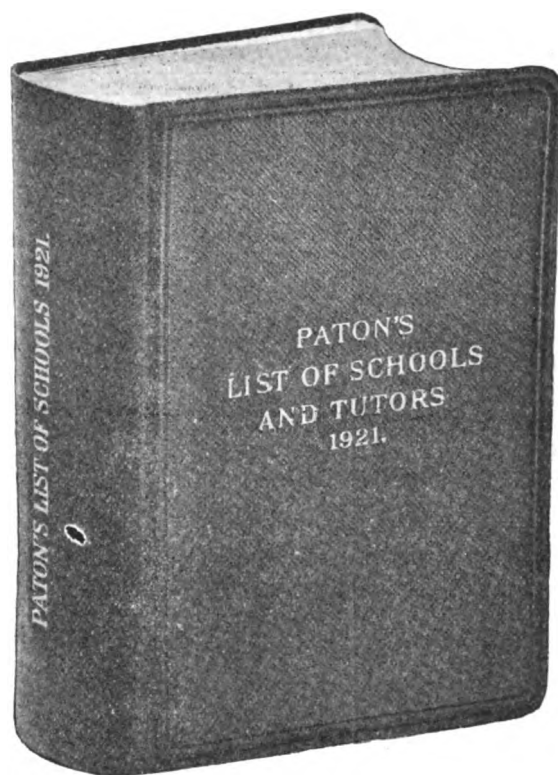 PATON'S LIST OF SCHOOLS 1921.
PATON'S
LIST OF SCHOOLS
AND TUTORS
1921.